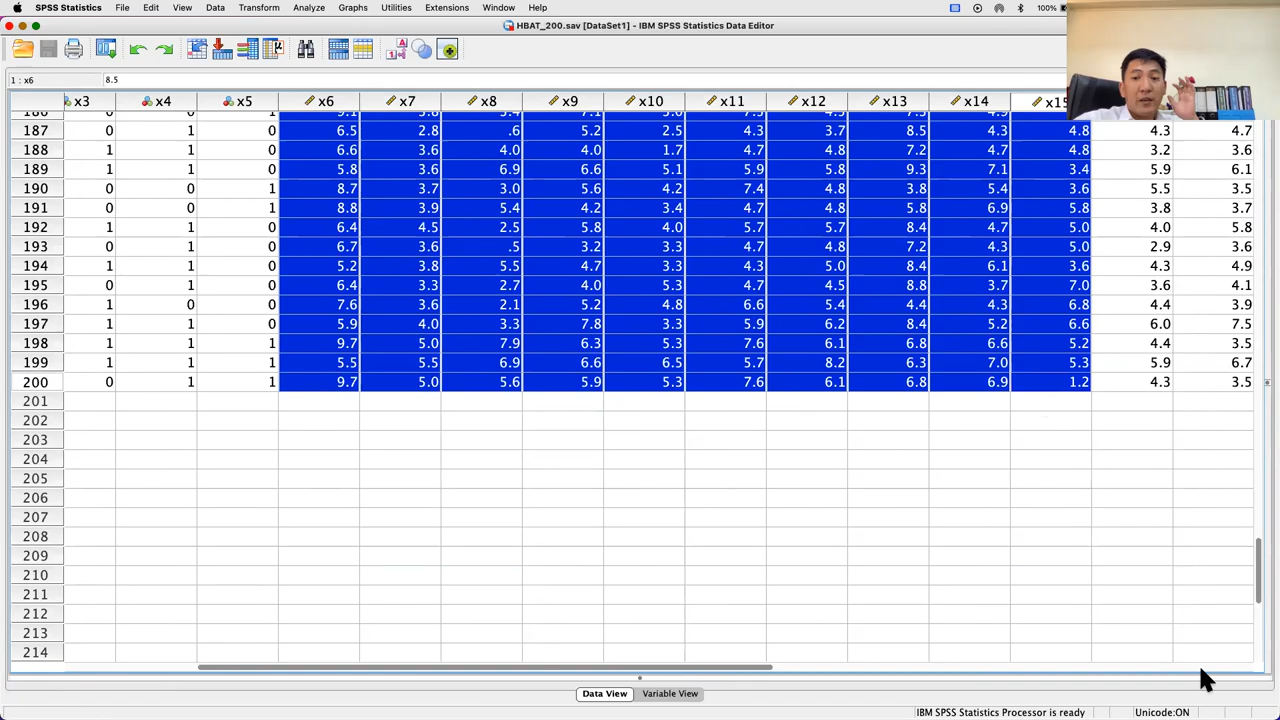 SPSS Statistics File Edit View Data Transform Analyze Graphs Utilities Extensions Window Help 100%
HBAT_200.sav [DataSet1] - IBM SPSS Statistics Data Editor
1 : x6 8.5
x3 x4 x5 x6 x7 x8 x9 x10 x11 x12 x13 x14 x15
187 0 0 1 6.5 2.8 .6 5.2 2.5 4.3 3.7 8.5 4.3 4.8 4.3 4.7
188 1 1 0 6.6 3.6 4.0 4.0 1.7 4.7 4.8 7.2 4.7 4.8 3.2 3.6
189 1 1 0 5.8 3.6 6.9 6.6 5.1 5.9 5.8 9.3 7.1 3.4 5.9 6.1
190 0 0 1 8.7 3.7 3.0 5.6 4.2 7.4 4.8 3.8 5.4 3.6 5.5 3.5
191 0 0 1 8.8 3.9 5.4 4.2 3.4 4.7 4.8 5.8 6.9 5.8 3.8 3.7
192 1 1 0 6.4 4.5 2.5 5.8 4.0 5.7 5.7 8.4 4.7 5.0 4.0 5.8
193 0 1 0 6.7 3.6 .5 3.2 3.3 4.7 4.8 7.2 4.3 5.0 2.9 3.6
194 1 1 0 5.2 3.8 5.5 4.7 3.3 4.3 5.0 8.4 6.1 3.6 4.3 4.9
195 0 1 0 6.4 3.3 2.7 4.0 5.3 4.7 4.5 8.8 3.7 7.0 3.6 4.1
196 1 1 0 7.6 3.6 2.1 5.2 4.8 6.6 5.4 4.4 4.3 6.8 4.4 3.9
197 1 1 0 5.9 4.0 3.3 7.8 3.3 5.9 6.2 8.4 5.2 6.6 6.0 7.5
198 1 1 1 9.7 5.0 7.9 6.3 5.3 7.6 6.1 6.8 6.6 5.2 4.4 3.5
199 1 1 1 5.5 5.5 6.9 6.6 6.5 5.7 8.2 6.3 7.0 5.3 5.9 6.7
200 0 1 1 9.7 5.0 5.6 5.9 5.3 7.6 6.1 6.8 6.9 1.2 4.3 3.5
201
202
203
204
205
206
207
208
209
210
211
212
213
214
Data View Variable View
IBM SPSS Statistics Processor is ready Unicode:ON